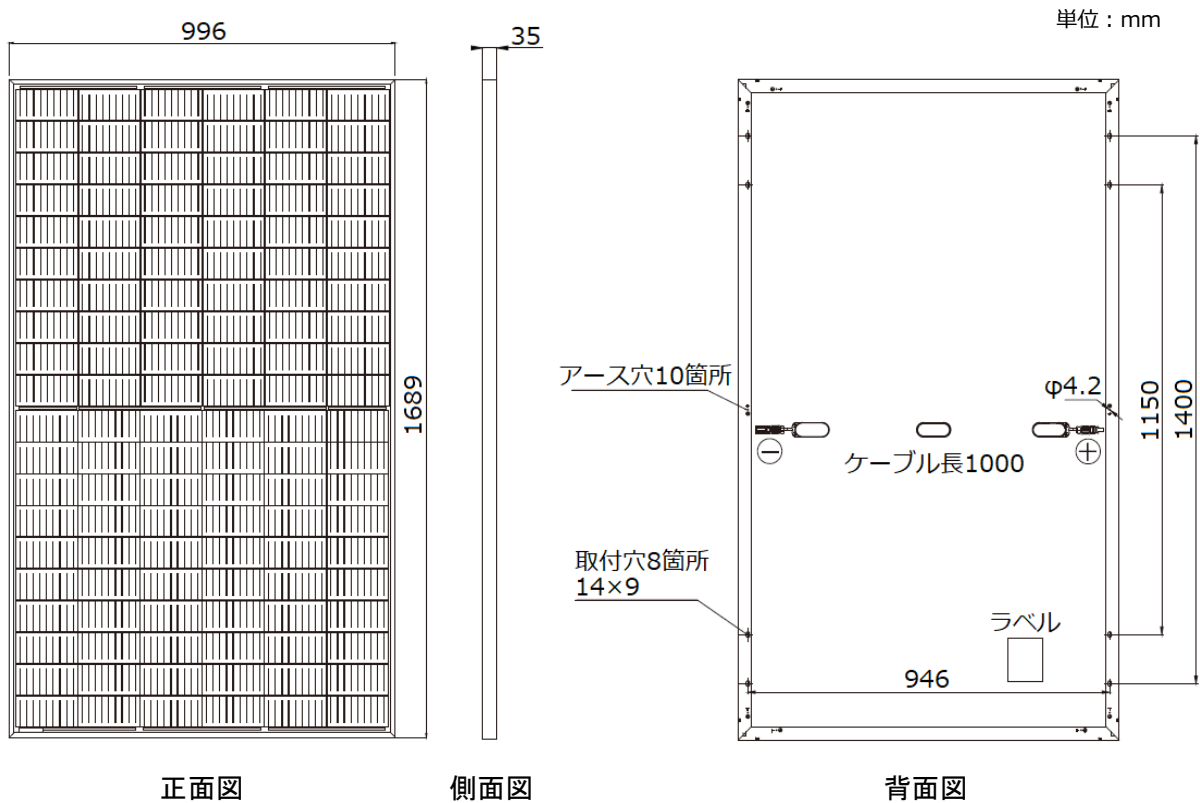 単位：mm
996
35
1689
アース穴10箇所
φ4.2
1150
1400
－
＋
ケーブル長1000
取付穴8箇所
14×9
ラベル
946
正面図
側面図
背面図